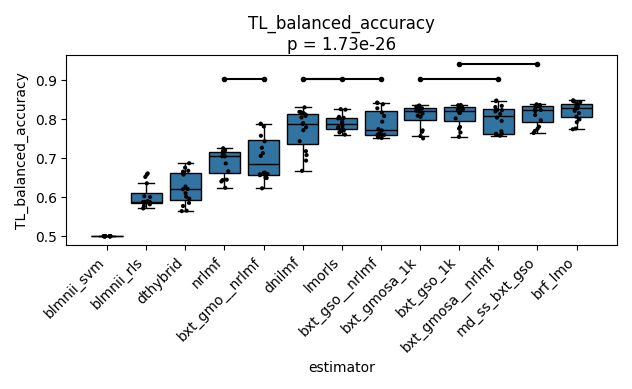 TL_balanced_accuracy
p = 1.73e-26
TL_balanced_accuracy
0.9
0.8
0.7
0.6
0.5
blmnii_svm
blmnii_rls
dthybrid
nrlmf
bxt_gmo__nrlmf
dnilmf
lmorls
bxt_gso__nrlmf
bxt_gmosa_1k
bxt_gso_1k
bxt_gmosa__nrlmf
md_ss_bxt_gso
brf_lmo
estimator